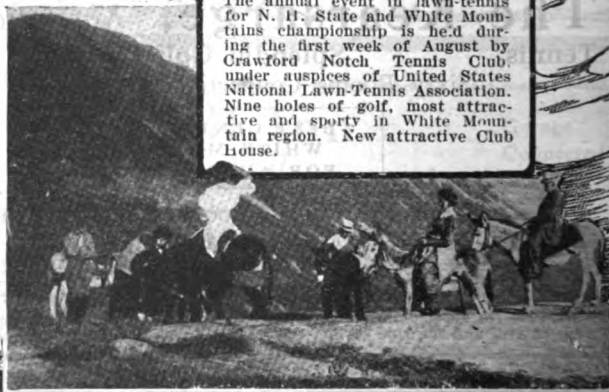 The annual event in lawn-tennis
for N. H. State and White Moun-
tains championship is he.d dur-
ing the first week of August by
Crawford Notch Tennis Club
under auspices of United States
National Lawn-Tennis Association.
Nine holes of golf, most attrac-
tive and sporty in White Moun-
tain region. New attractive Club
House.